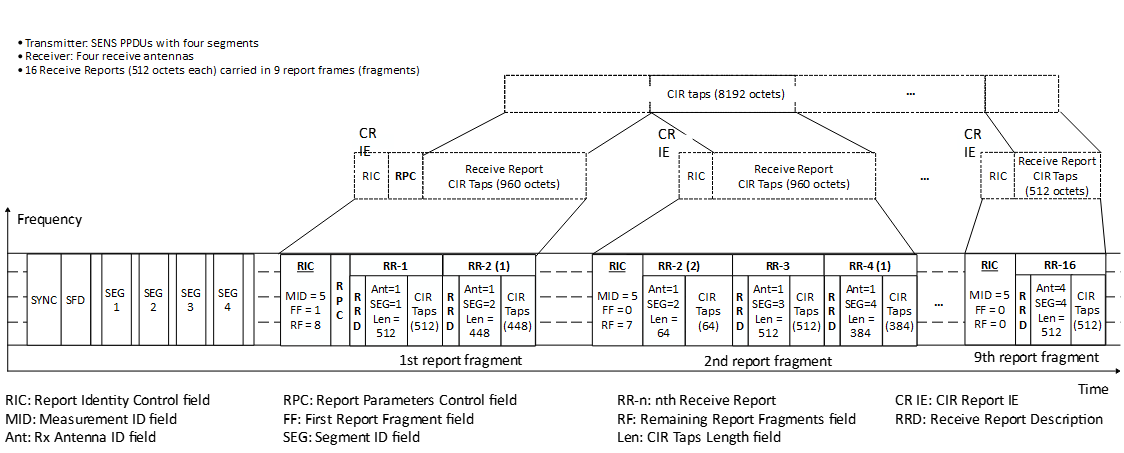 • Transmitter: SENS PPDUs with four segments
• Receiver: Four receive antennas
• 16 Receive Reports (512 octets each) carried in 9 report frames (fragments)
CIR taps (8192 octets)
...
CR
IE
RIC
RPC
Receive Report
CIR Taps (960 octets)
CR
IE
RIC
Receive Report
CIR Taps (960 octets)
...
CR
IE
RIC
Receive Report
CIR Taps
(512 octets)
Frequency
SYNC
SFD
SEG
1
SEG
2
SEG
3
SEG
4
RIC
MID = 5
FF = 1
RF = 8
R
P
C
RR-1
R
R
D
Ant=1
SEG=1
Len =
512
CIR
Taps
(512)
RR-2 (1)
R
R
D
Ant=1
SEG=2
Len =
448
CIR
Taps
(448)
1st report fragment
RIC
MID = 5
FF =0
RF = 7
RR-2 (2)
Ant=1
SEG=2
Len =
64
CIR
Taps
(64)
RR-3
R
R
D
Ant=1
SEG=3
Len =
512
CIR
Taps
(512)
RR-4 (1)
R
R
D
Ant=1
SEG=4
Len =
384
CIR
Taps
(384)
2nd report fragment
...
RIC
MID =5
FF =0
RF =0
RR-16
R
R
D
Ant=4
SEG=4
Len =
512
CIR
Taps
(512)
9th report fragment
Time
RIC: Report Identity Control field
MID: Measurement ID field
Ant: Rx Antenna ID field
RPC: Report Parameters Control field
FF: First Report Fragment field
SEG: Segment ID field
RR-n: nth Receive Report
RF: Remaining Report Fragments field
Len: CIR Taps Length field
CR IE: CIR Report IE
RRD: Receive Report Description